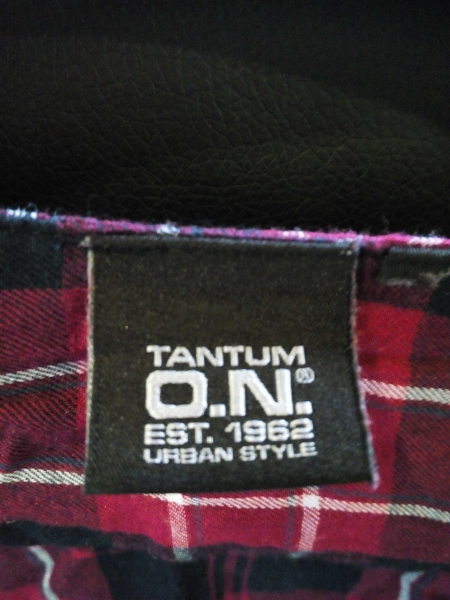 TANTUM
O.N.®
EST. 1962
URBAN STYLE